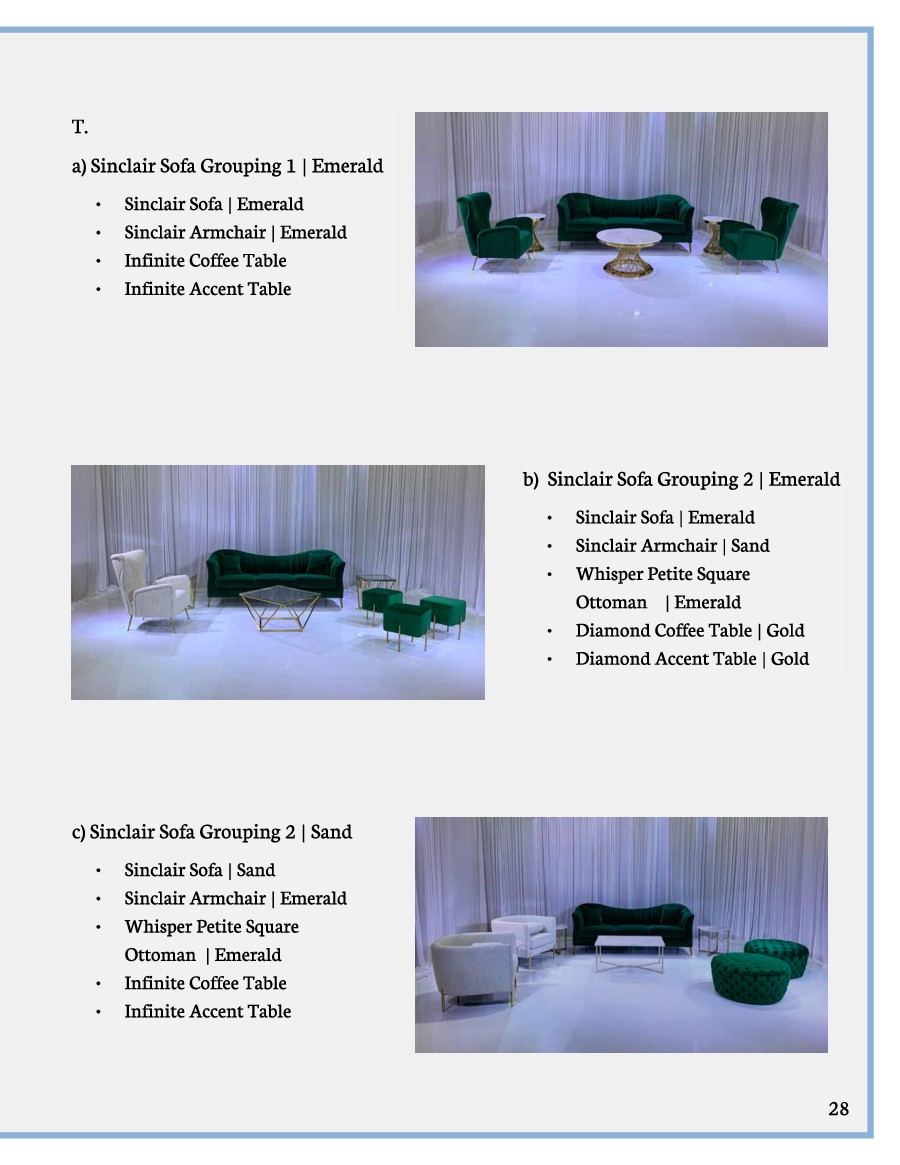 T.
a) Sinclair Sofa Grouping 1 | Emerald
• Sinclair Sofa | Emerald
• Sinclair Armchair | Emerald
• Infinite Coffee Table
• Infinite Accent Table
b) Sinclair Sofa Grouping 2 | Emerald
• Sinclair Sofa | Emerald
• Sinclair Armchair | Sand
• Whisper Petite Square
Ottoman | Emerald
• Diamond Coffee Table | Gold
• Diamond Accent Table | Gold
c) Sinclair Sofa Grouping 2 | Sand
• Sinclair Sofa | Sand
• Sinclair Armchair | Emerald
• Whisper Petite Square
Ottoman | Emerald
• Infinite Coffee Table
• Infinite Accent Table
28